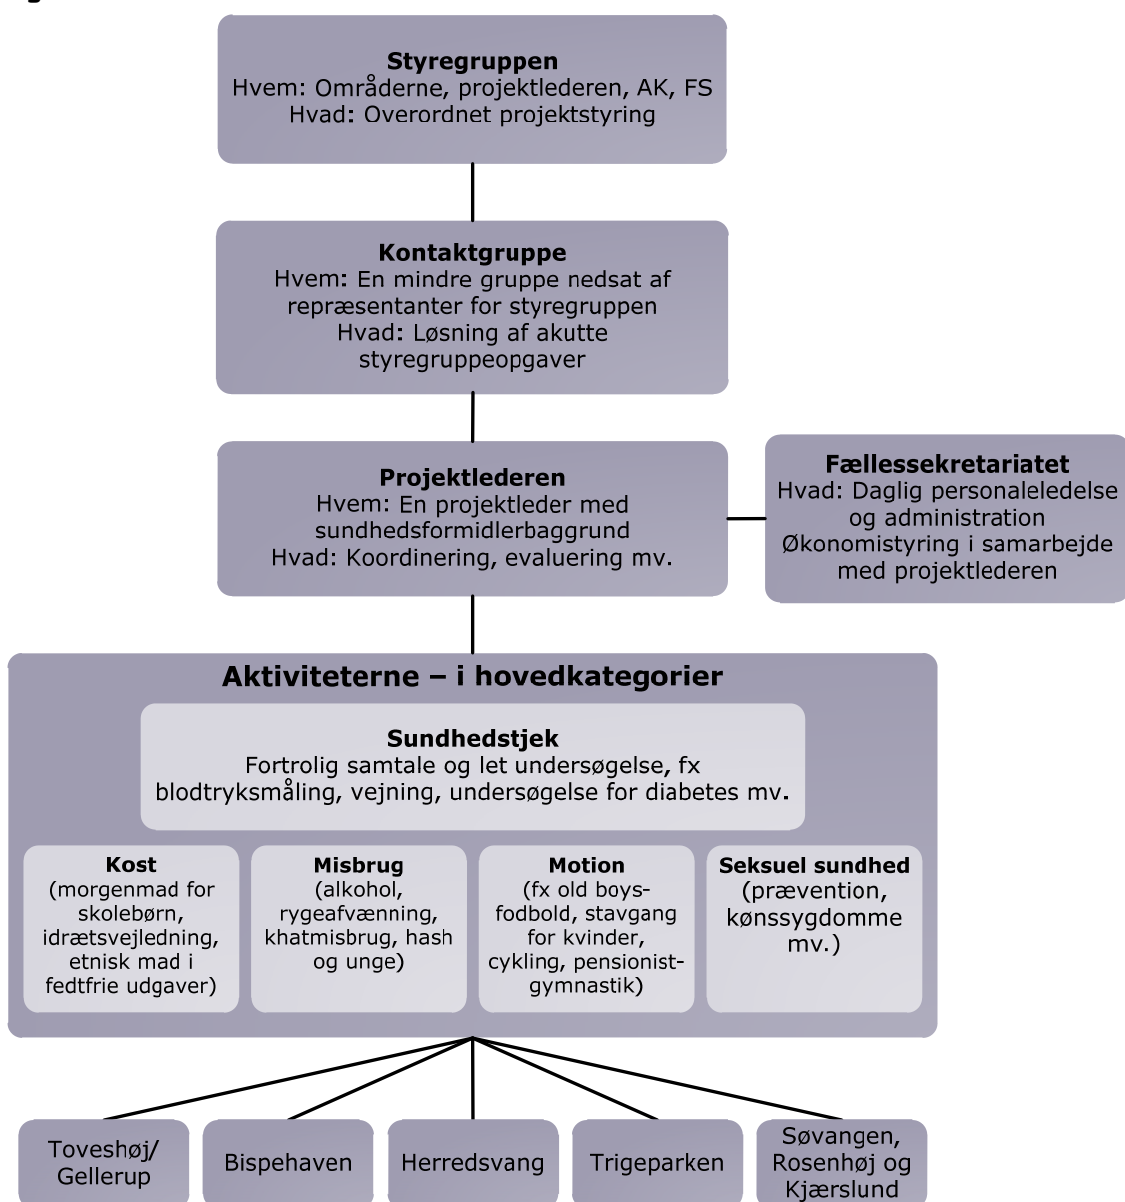 Styregruppen
Hvem: Områderne, projektlederen, AK, FS
Hvad: Overordnet projektstyring
Kontaktgruppe
Hvem: En mindre gruppe nedsat af
repræsentanter for styregruppen
Hvad: Løsning af akutte
styregruppeopgaver
Projektlederen
Hvem: En projektleder med
sundhedsformidlerbaggrund
Hvad: Koordinering, evaluering mv.
Fællessekretariatet
Hvad: Daglig personaleledelse
og administration
Økonomistyring i samarbejde
med projektlederen
Aktiviteterne – i hovedkategorier
Sundhedstjek
Fortrolig samtale og let undersøgelse, fx
blodtryksmåling, vejning, undersøgelse for diabetes mv.
Kost
(morgenmad for
skolebørn,
idrætsvejledning,
etnisk mad i
fedtfrie udgaver)
Misbrug
(alkohol,
rygeafvænning,
khatmisbrug, hash
og unge)
Motion
(fx old boys-
fodbold, stavgang
for kvinder,
cykling, pensionist-
gymnastik)
Seksuel sundhed
(prævention,
kønssygdomme
mv.)
Toveshøj/
Gellerup
Bispehaven
Herredsvang
Trigeparken
Søvangen,
Rosenhøj og
Kjærslund